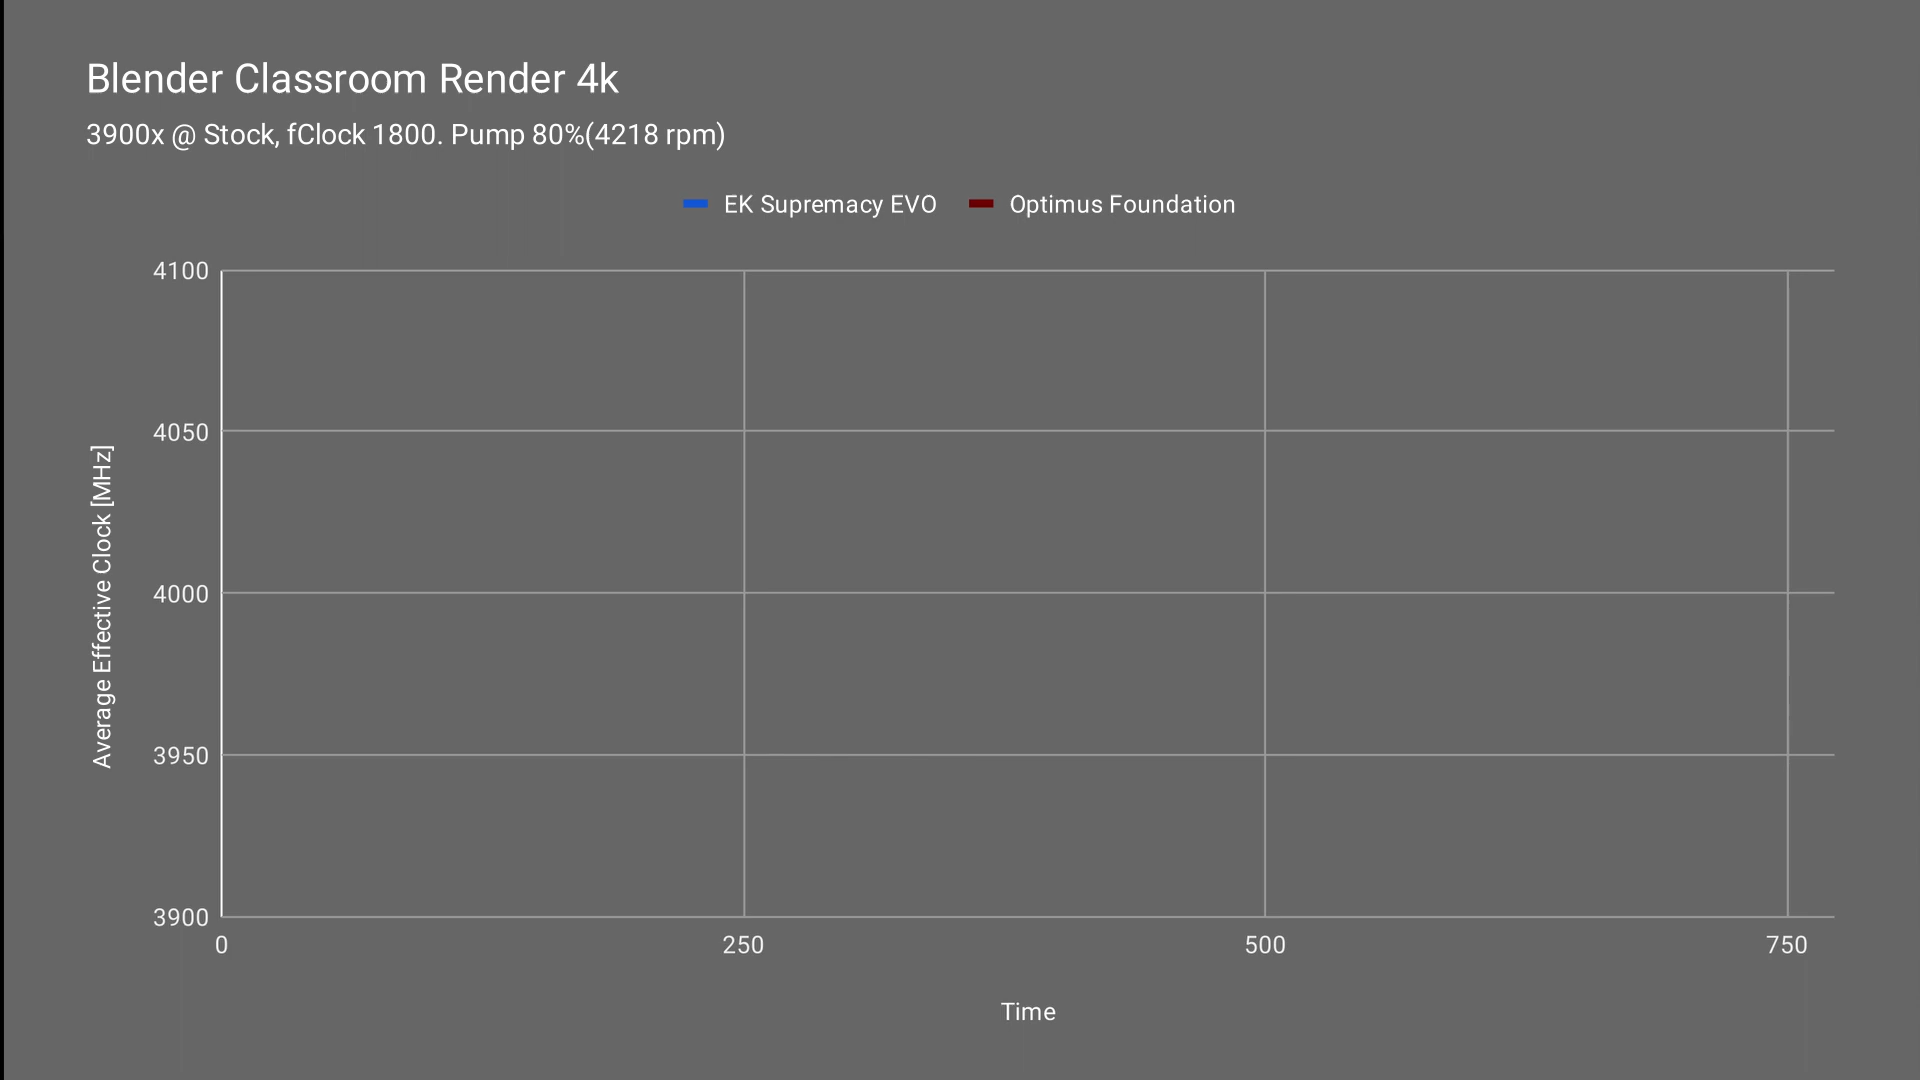 Blender Classroom Render 4k
3900x @ Stock, fClock 1800. Pump 80%(4218 rpm)
EK Supremacy EVO
Optimus Foundation
Average Effective Clock [MHz]
4100
4050
4000
3950
3900
0
250
500
750
Time